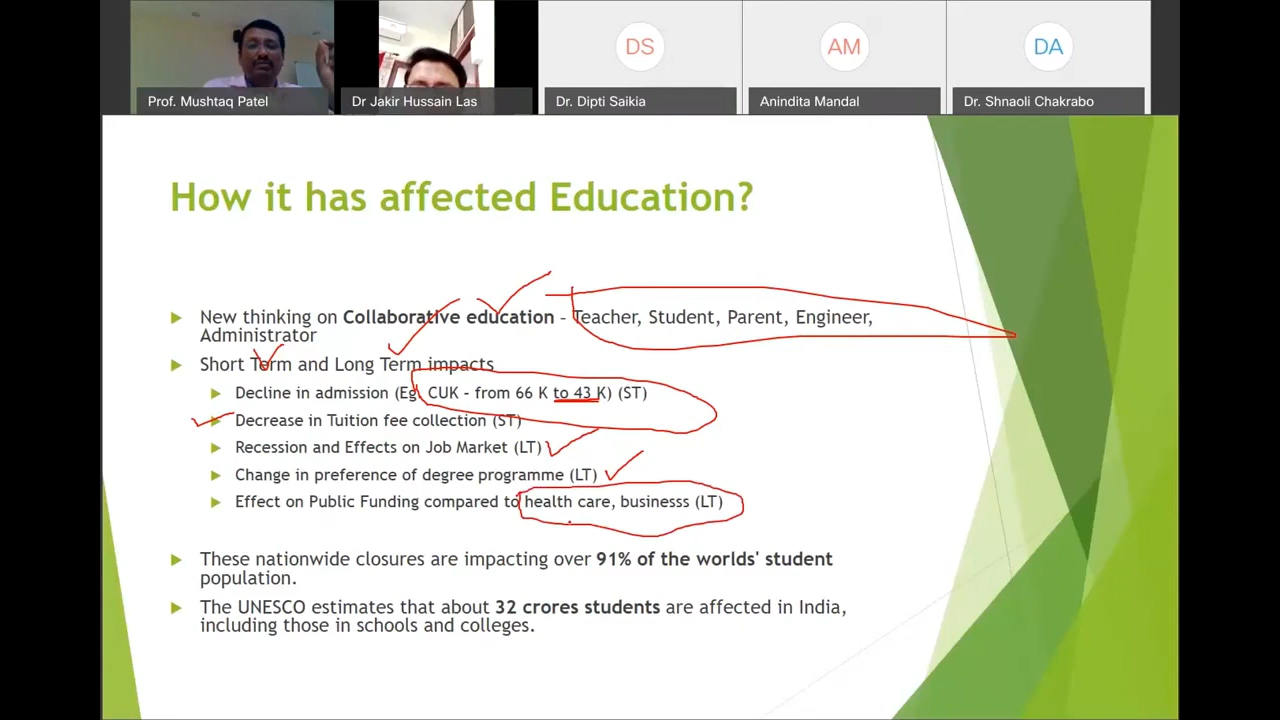 DS
AM
DA
Prof. Mushtaq Patel
Dr Jakir Hussain Las
Dr. Dipti Saikia
Anindita Mandal
Dr. Shnaoli Chakrabo
How it has affected Education?
New thinking on Collaborative education – Teacher, Student, Parent, Engineer,
Administrator
Short Term and Long Term impacts
Decline in admission (Eg. CUK - from 66 K to 43 K) (ST)
Decrease in Tuition fee collection (ST)
Recession and Effects on Job Market (LT)
Change in preference of degree programme (LT)
Effect on Public Funding compared to health care, businesss (LT)
These nationwide closures are impacting over 91% of the worlds' student
population.
The UNESCO estimates that about 32 crores students are affected in India,
including those in schools and colleges.